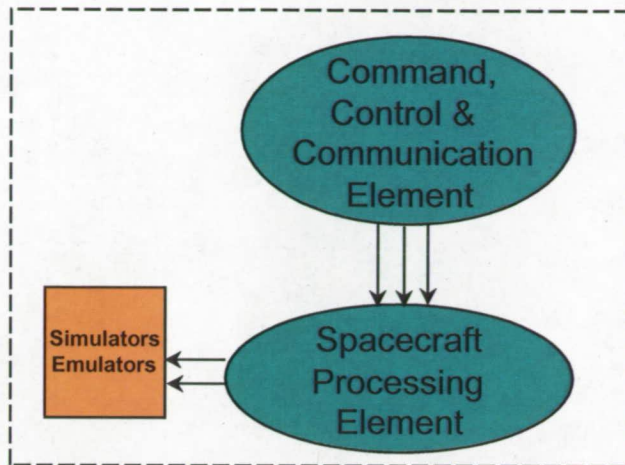 Command,
Control &
Communication
Element
Simulators
Emulators
Spacecraft
Processing
Element